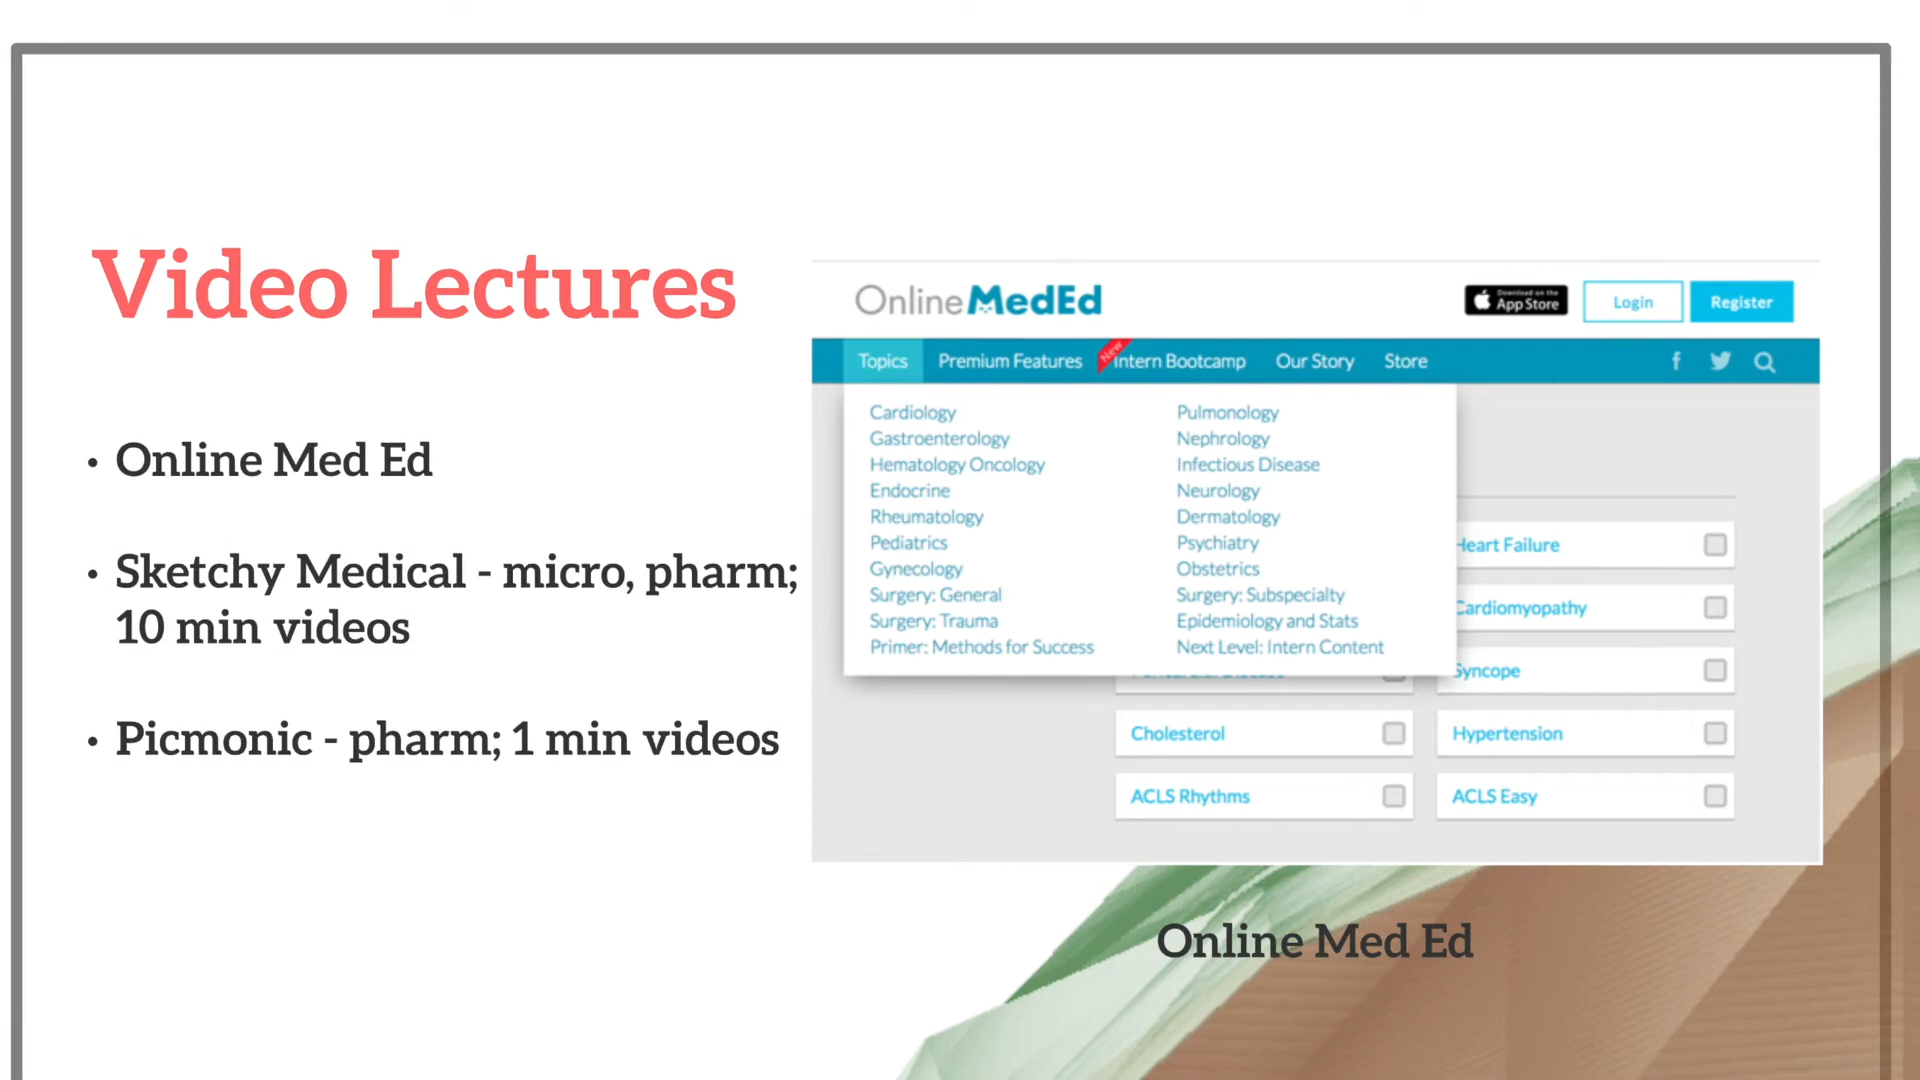 Video Lectures
• Online Med Ed
• Sketchy Medical - micro, pharm;
10 min videos
• Picmonic - pharm; 1 min videos
OnlineMedEd
Download on the
App Store
Login
Register
Topics
Premium Features
New
Intern Bootcamp
Our Story
Store
Cardiology
Gastroenterology
Hematology Oncology
Endocrine
Rheumatology
Pediatrics
Gynecology
Surgery: General
Surgery: Trauma
Primer: Methods for Success
Pulmonology
Nephrology
Infectious Disease
Neurology
Dermatology
Psychiatry
Obstetrics
Surgery: Subspecialty
Epidemiology and Stats
Next Level: Intern Content
Heart Failure
Cardiomyopathy
Syncope
Cholesterol
Hypertension
ACLS Rhythms
ACLS Easy
Online Med Ed